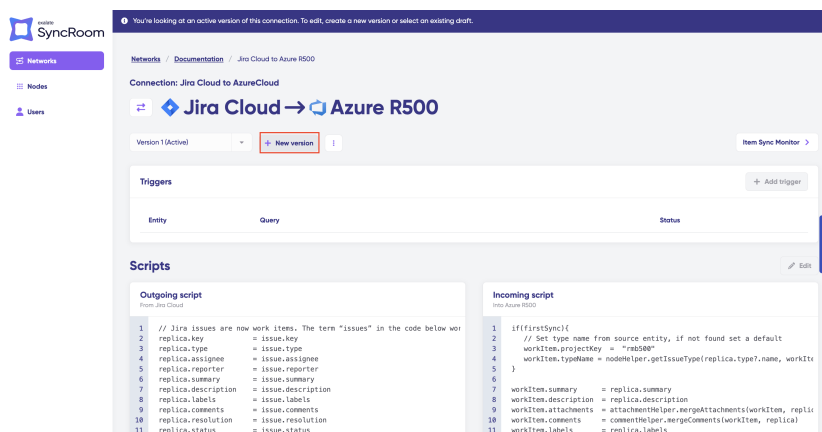 exalate
SyncRoom
Networks
Nodes
Users
You're looking at an active version of this connection. To edit, create a new version or select an existing draft.
Networks / Documentation / Jira Cloud to Azure R500
Connection: Jira Cloud to AzureCloud
Jira Cloud → Azure R500
Version 1 (Active)
+ New version
Item Sync Monitor >
Triggers
+ Add trigger
Entity Query Status
Scripts
Edit
Outgoing script
From Jira Cloud
1 // Jira issues are now work items. The term "issues" in the code below wor
2 replica.key = issue.key
3 replica.type = issue.type
4 replica.assignee = issue.assignee
5 replica.reporter = issue.reporter
6 replica.summary = issue.summary
7 replica.description = issue.description
8 replica.labels = issue.labels
9 replica.comments = issue.comments
10 replica.resolution = issue.resolution
11 replica.status = issue.status
Incoming script
Into Azure R500
1 if(firstSync){
2 // Set type name from source entity, if not found set a default
3 workItem.projectKey = "rmb500"
4 workItem.typeName = nodeHelper.getIssueType(replica.type?.name, workIte
5 }
6
7 workItem.summary = replica.summary
8 workItem.description = replica.description
9 workItem.attachments = attachmentHelper.mergeAttachments(workItem, replic
10 workItem.comments = commentHelper.mergeComments(workItem, replica)
11 workItem.labels = replica.labels